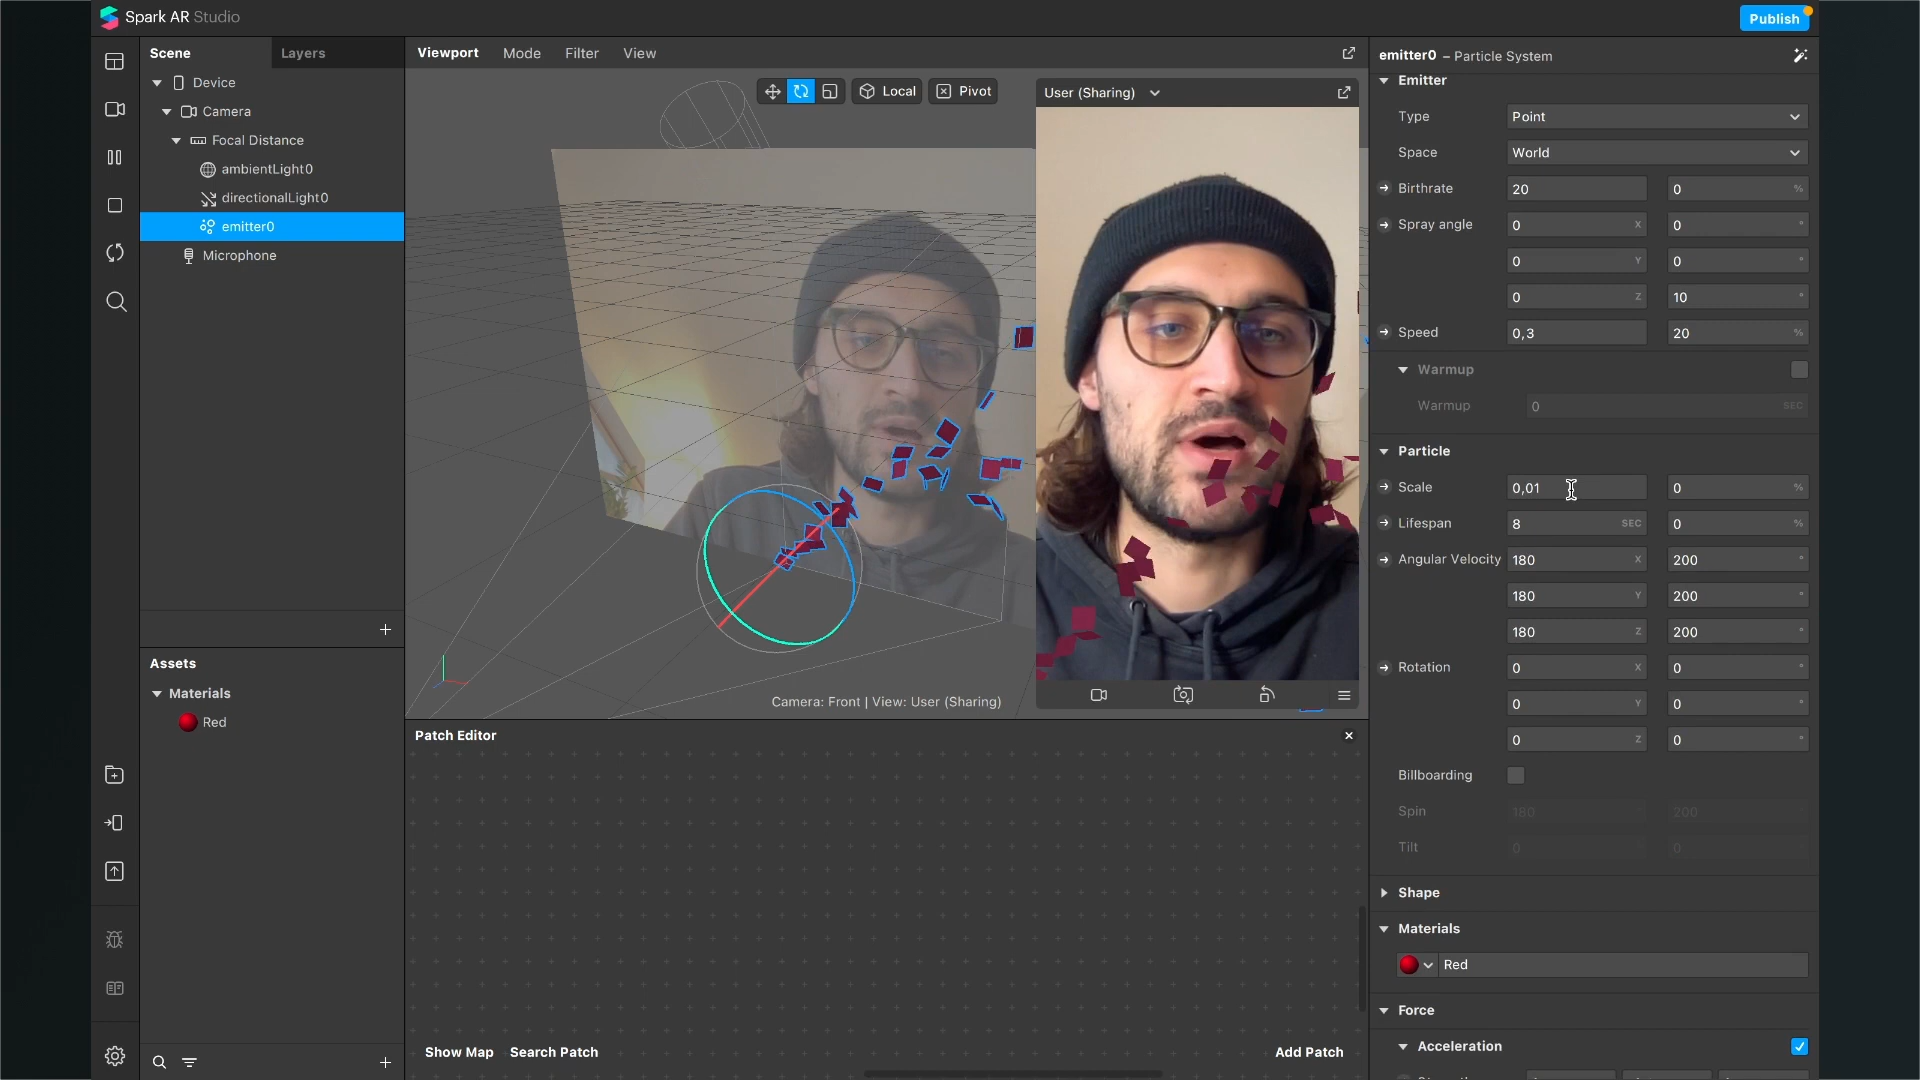 Spark AR Studio
Publish
Scene
Layers
Device
Camera
Focal Distance
ambientLight0
directionalLight0
emitter0
Microphone
Assets
Materials
Red
Viewport
Mode
Filter
View
Local
Pivot
User (Sharing)
Camera: Front | View: User (Sharing)
Patch Editor
Show Map
Search Patch
Add Patch
emitter0 – Particle System
Emitter
Type Point
Space World
Birthrate 20 0 %
Spray angle 0 X 0 °
0 Y 0 °
0 Z 10 °
Speed 0,3 20 %
Warmup
Warmup 0 SEC
Particle
Scale 0,01 0 %
Lifespan 8 SEC 0 %
Angular Velocity 180 X 200 °
180 Y 200 °
180 Z 200 °
Rotation 0 X 0 °
0 Y 0 °
0 Z 0 °
Billboarding
Spin 180 200
Tilt 0 0
Shape
Materials
Red
Force
Acceleration